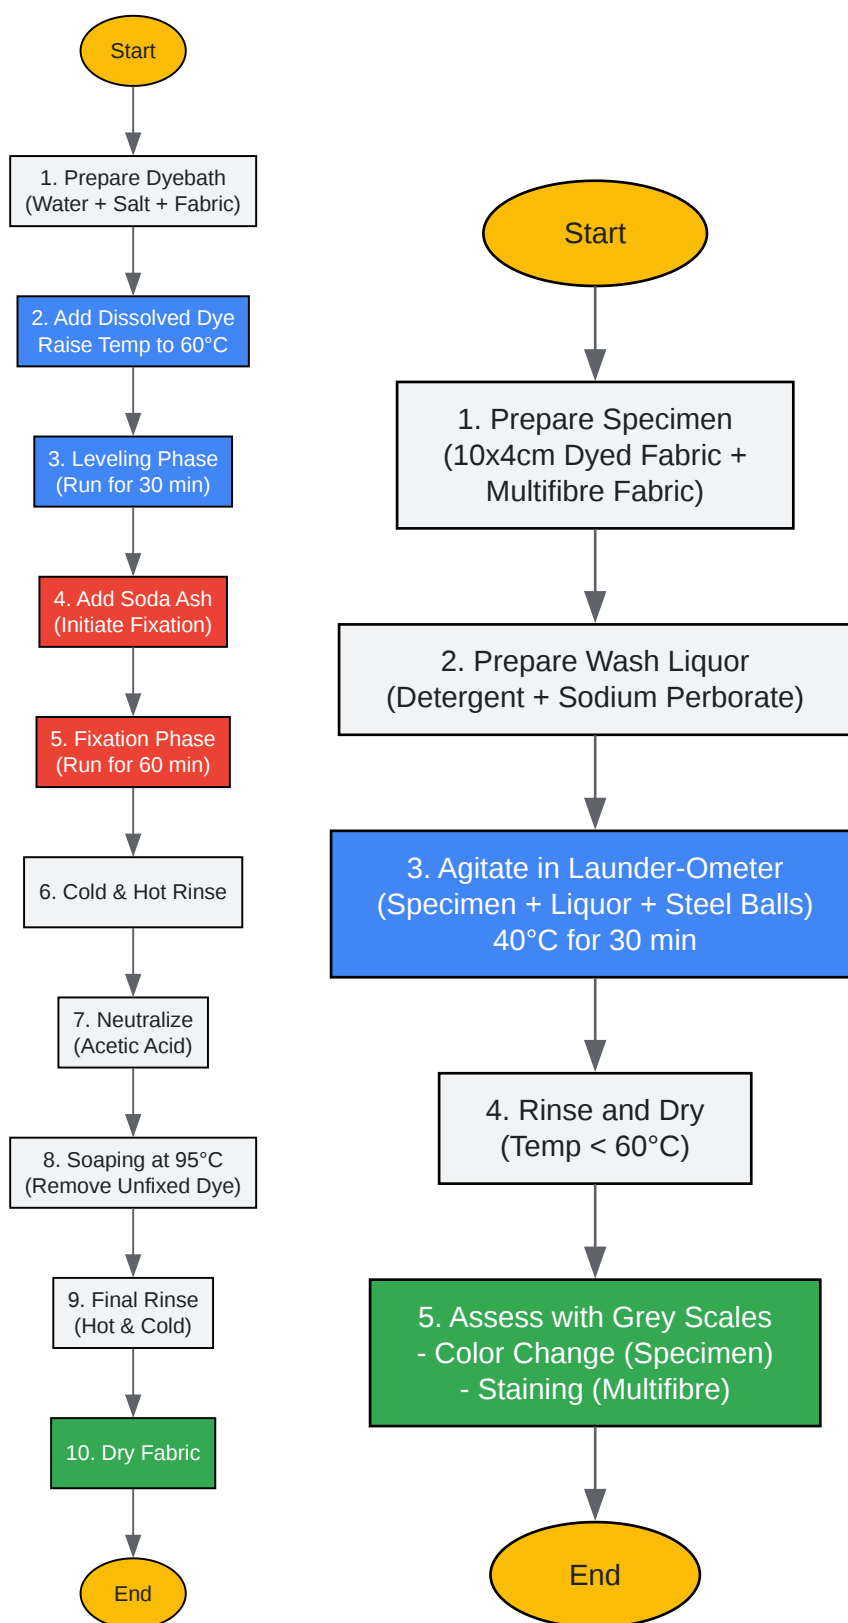 Start
1. Prepare Dyebath
(Water + Salt + Fabric)
2. Add Dissolved Dye
Raise Temp to 60°C
3. Leveling Phase
(Run for 30 min)
4. Add Soda Ash
(Initiate Fixation)
5. Fixation Phase
(Run for 60 min)
6. Cold & Hot Rinse
7. Neutralize
(Acetic Acid)
8. Soaping at 95°C
(Remove Unfixed Dye)
9. Final Rinse
(Hot & Cold)
10. Dry Fabric
End
Start
1. Prepare Specimen
(10x4cm Dyed Fabric +
Multifibre Fabric)
2. Prepare Wash Liquor
(Detergent + Sodium Perborate)
3. Agitate in Launder-Ometer
(Specimen + Liquor + Steel Balls)
40°C for 30 min
4. Rinse and Dry
(Temp < 60°C)
5. Assess with Grey Scales
- Color Change (Specimen)
- Staining (Multifibre)
End